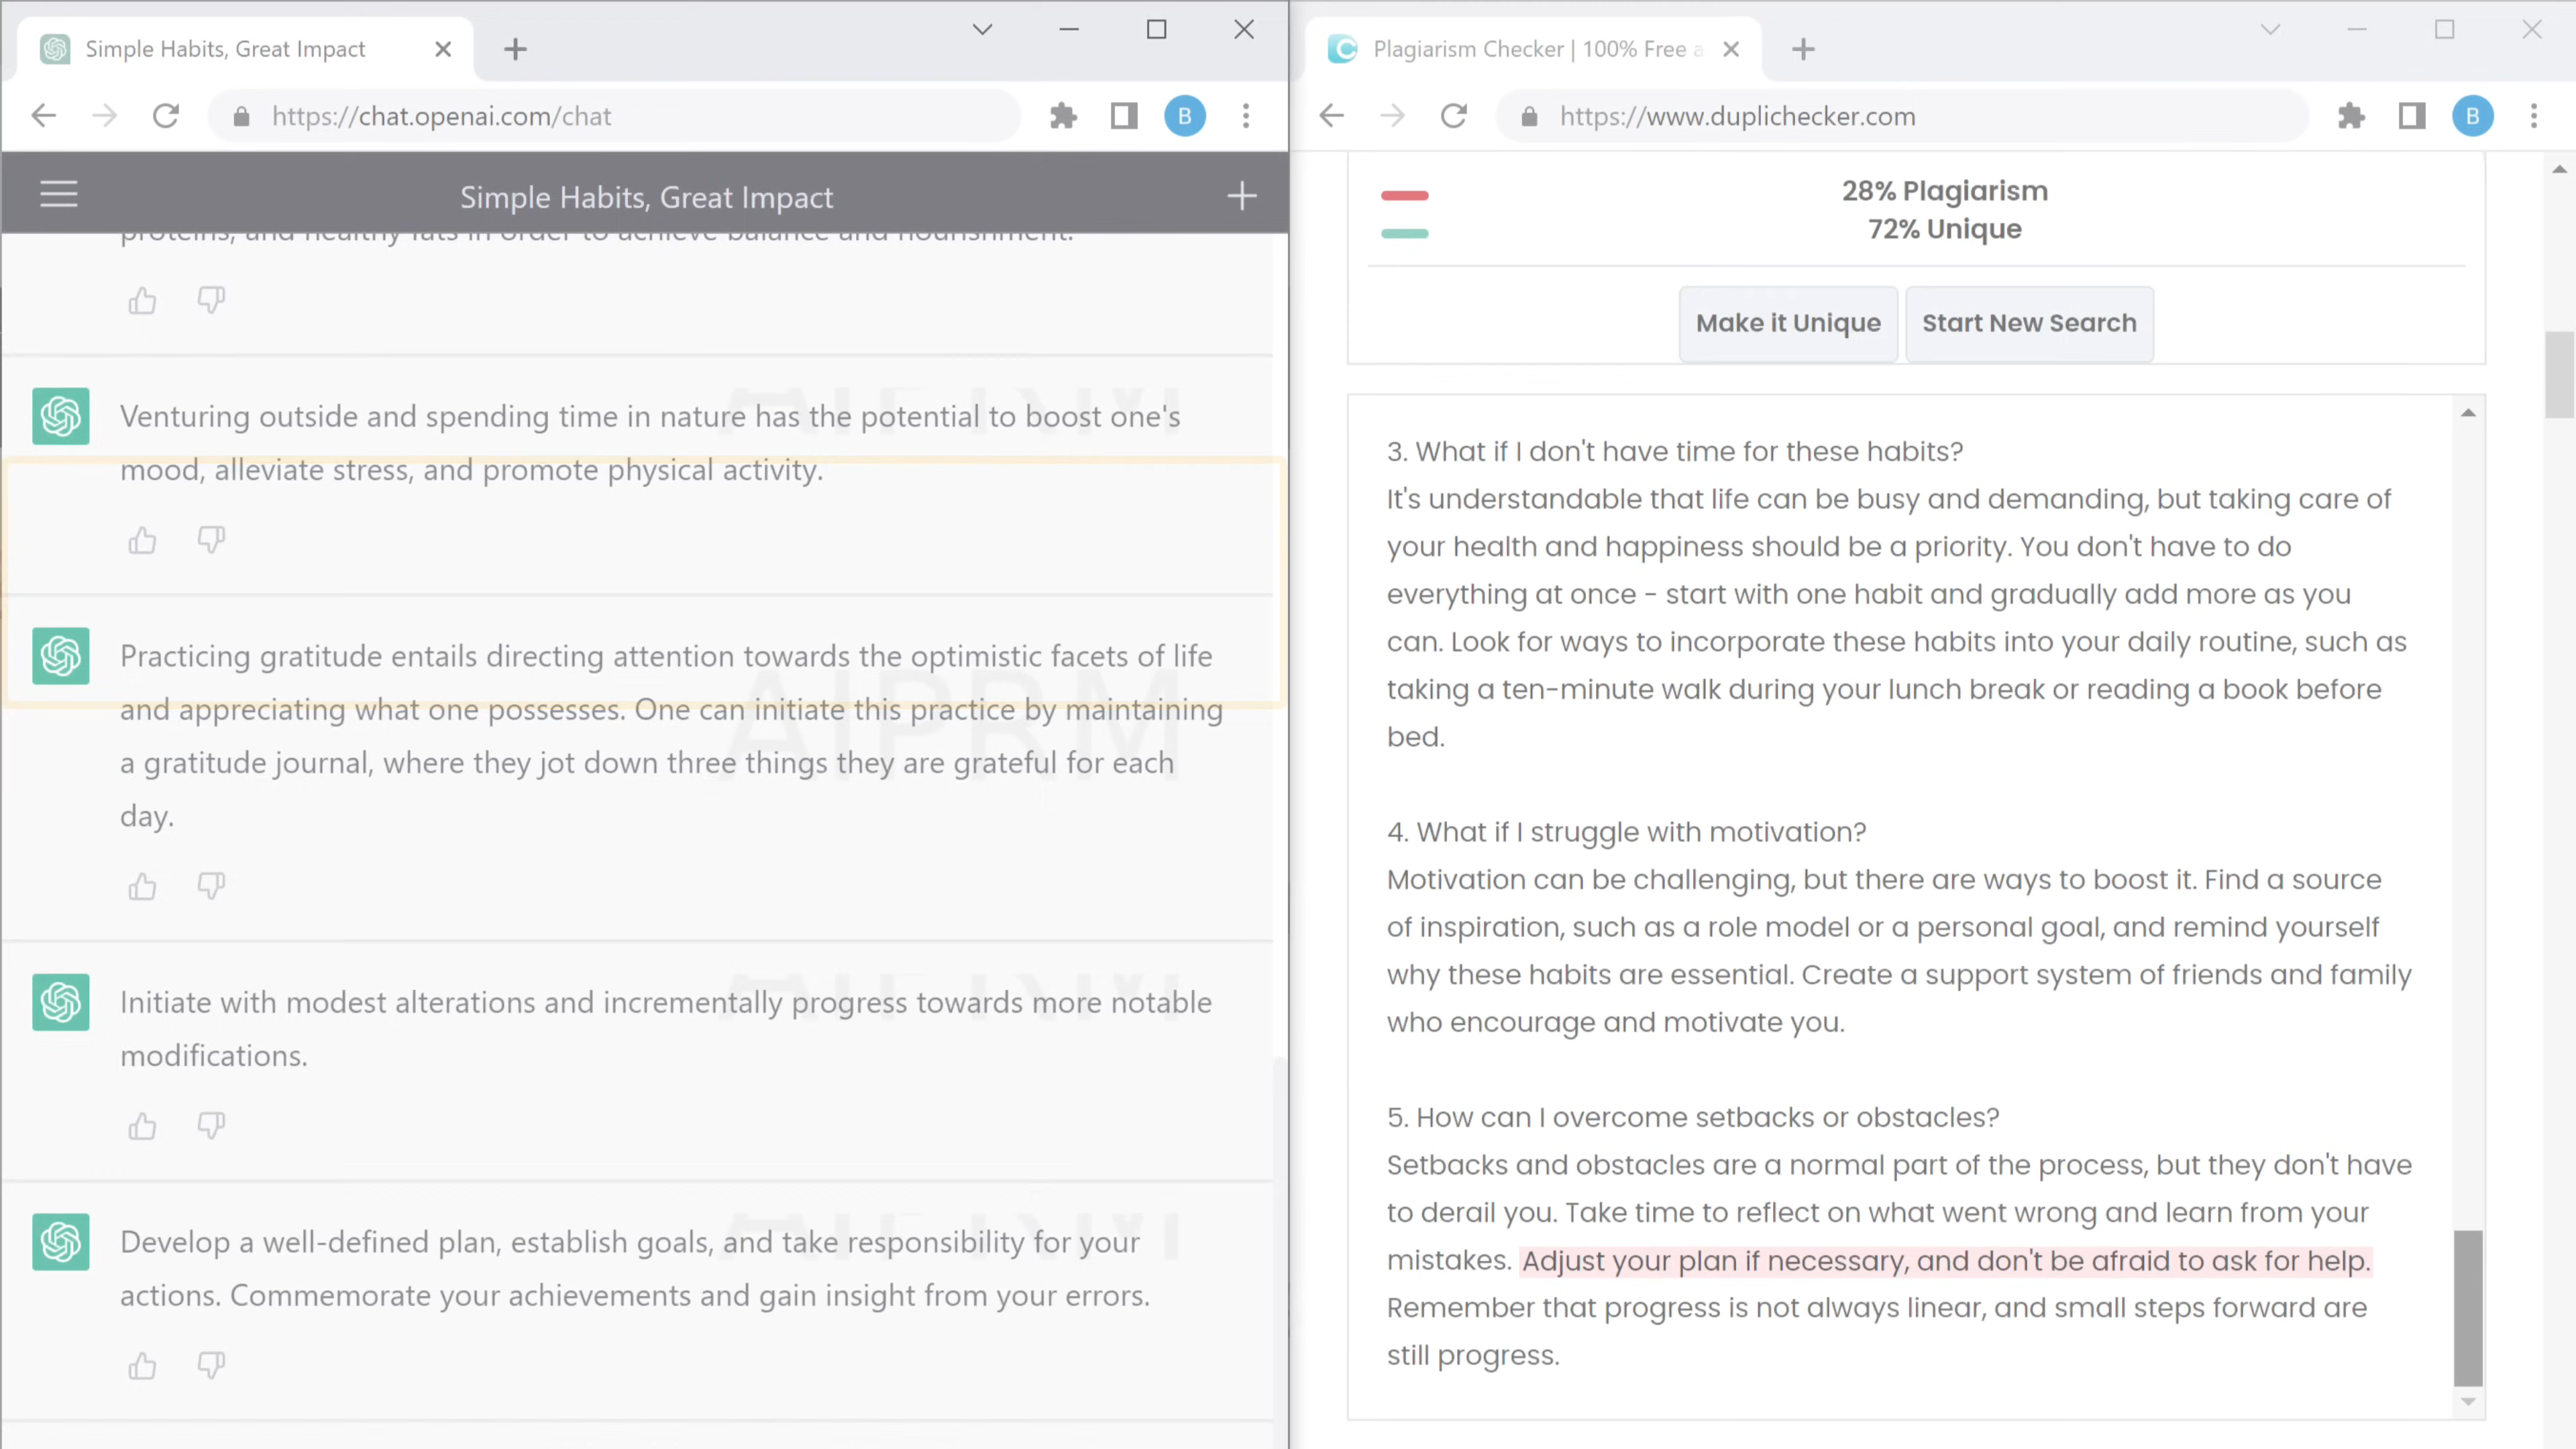 Simple Habits, Great Impact
https://chat.openai.com/chat
B
Simple Habits, Great Impact
proteins, and healthy fats in order to achieve balance and nourishment.
Venturing outside and spending time in nature has the potential to boost one's
mood, alleviate stress, and promote physical activity.
Practicing gratitude entails directing attention towards the optimistic facets of life
and appreciating what one possesses. One can initiate this practice by maintaining
a gratitude journal, where they jot down three things they are grateful for each
day.
AIPRM
Initiate with modest alterations and incrementally progress towards more notable
modifications.
Develop a well-defined plan, establish goals, and take responsibility for your
actions. Commemorate your achievements and gain insight from your errors.
Plagiarism Checker | 100% Free a
https://www.duplichecker.com
B
28% Plagiarism
72% Unique
Make it Unique
Start New Search
3. What if I don't have time for these habits?
It's understandable that life can be busy and demanding, but taking care of
your health and happiness should be a priority. You don't have to do
everything at once - start with one habit and gradually add more as you
can. Look for ways to incorporate these habits into your daily routine, such as
taking a ten-minute walk during your lunch break or reading a book before
bed.
4. What if I struggle with motivation?
Motivation can be challenging, but there are ways to boost it. Find a source
of inspiration, such as a role model or a personal goal, and remind yourself
why these habits are essential. Create a support system of friends and family
who encourage and motivate you.
5. How can I overcome setbacks or obstacles?
Setbacks and obstacles are a normal part of the process, but they don't have
to derail you. Take time to reflect on what went wrong and learn from your
mistakes. Adjust your plan if necessary, and don't be afraid to ask for help.
Remember that progress is not always linear, and small steps forward are
still progress.